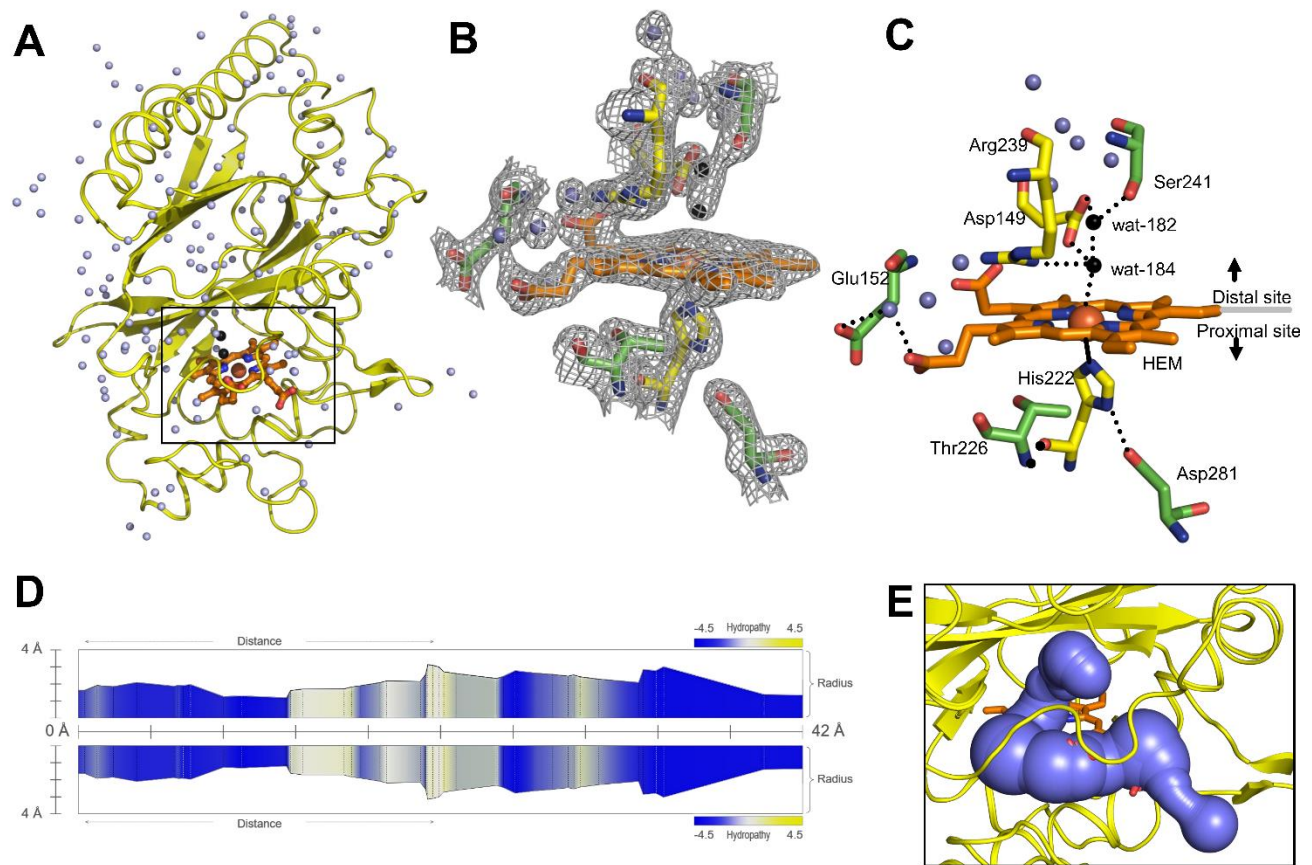 A
B
C
Arg239
Ser241
Asp149
wat-182
wat-184
Glu152
Distal site
Proximal site
HEM
His222
Thr226
Asp281
D
Distance
-4.5 Hydropathy 4.5
4 Å
Radius
0 Å
42 Å
Radius
4 Å
Distance
-4.5 Hydropathy 4.5
E